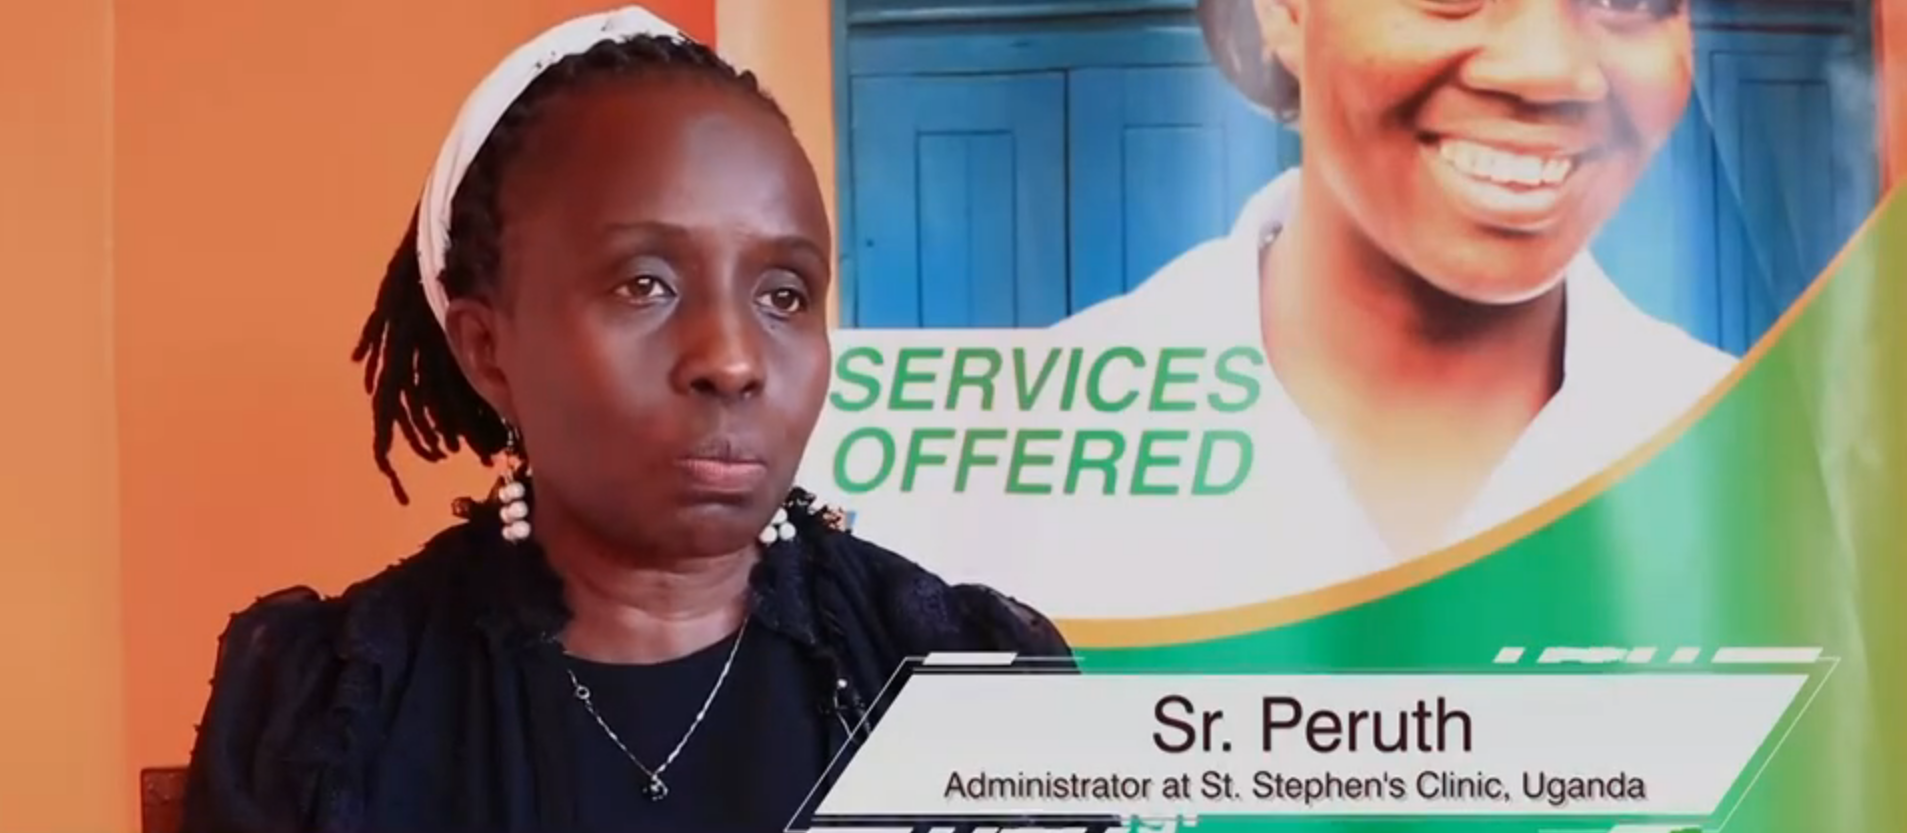 SERVICES
OFFERED
Sr. Peruth
Administrator at St. Stephen's Clinic, Uganda